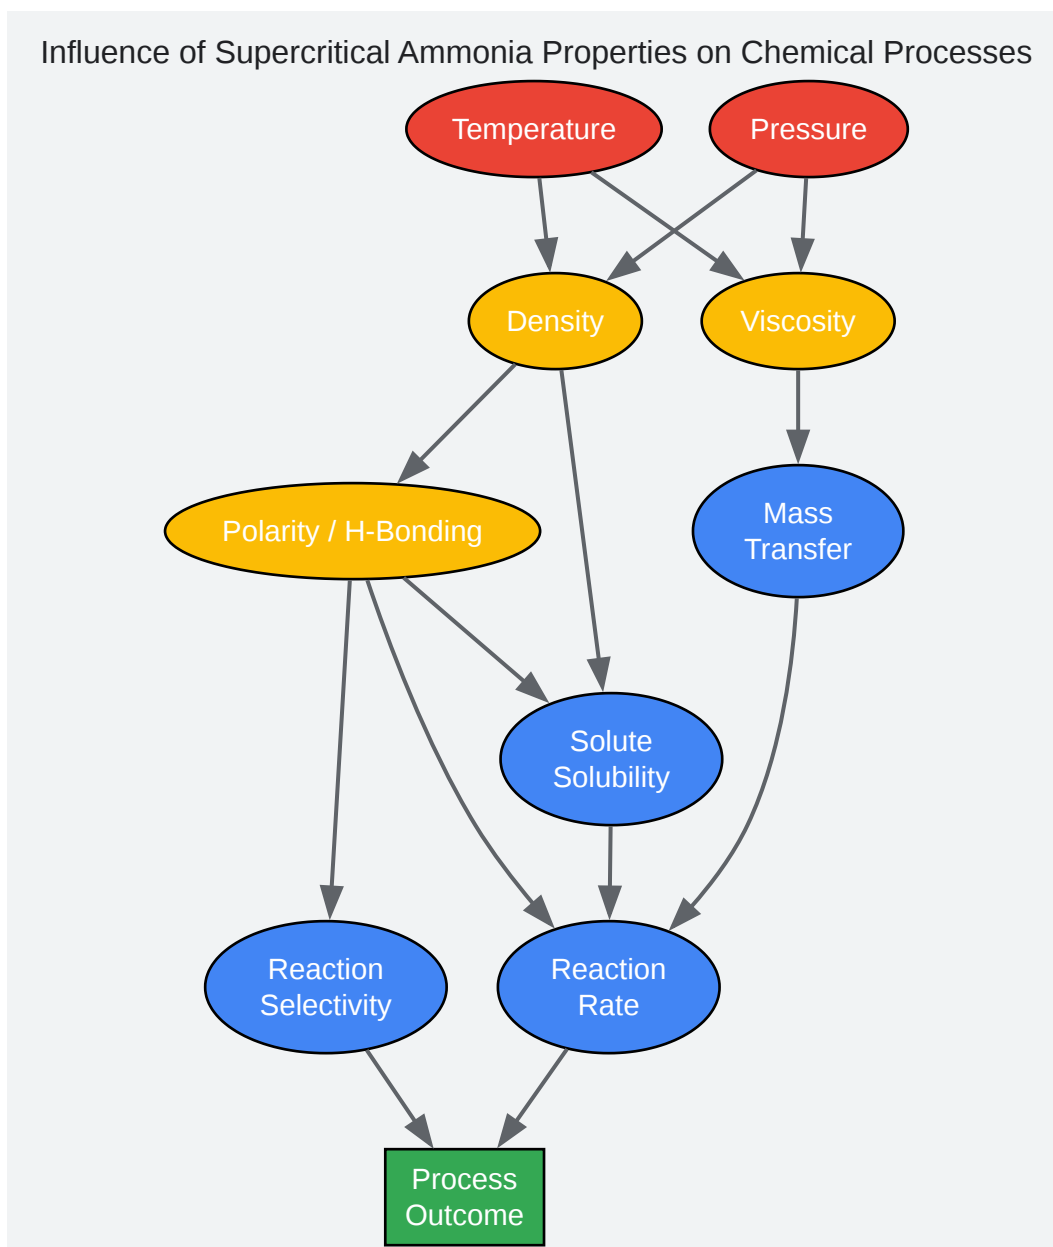 Influence of Supercritical Ammonia Properties on Chemical Processes
Temperature
Pressure
Density
Viscosity
Polarity / H-Bonding
Mass
Transfer
Solute
Solubility
Reaction
Selectivity
Reaction
Rate
Process
Outcome